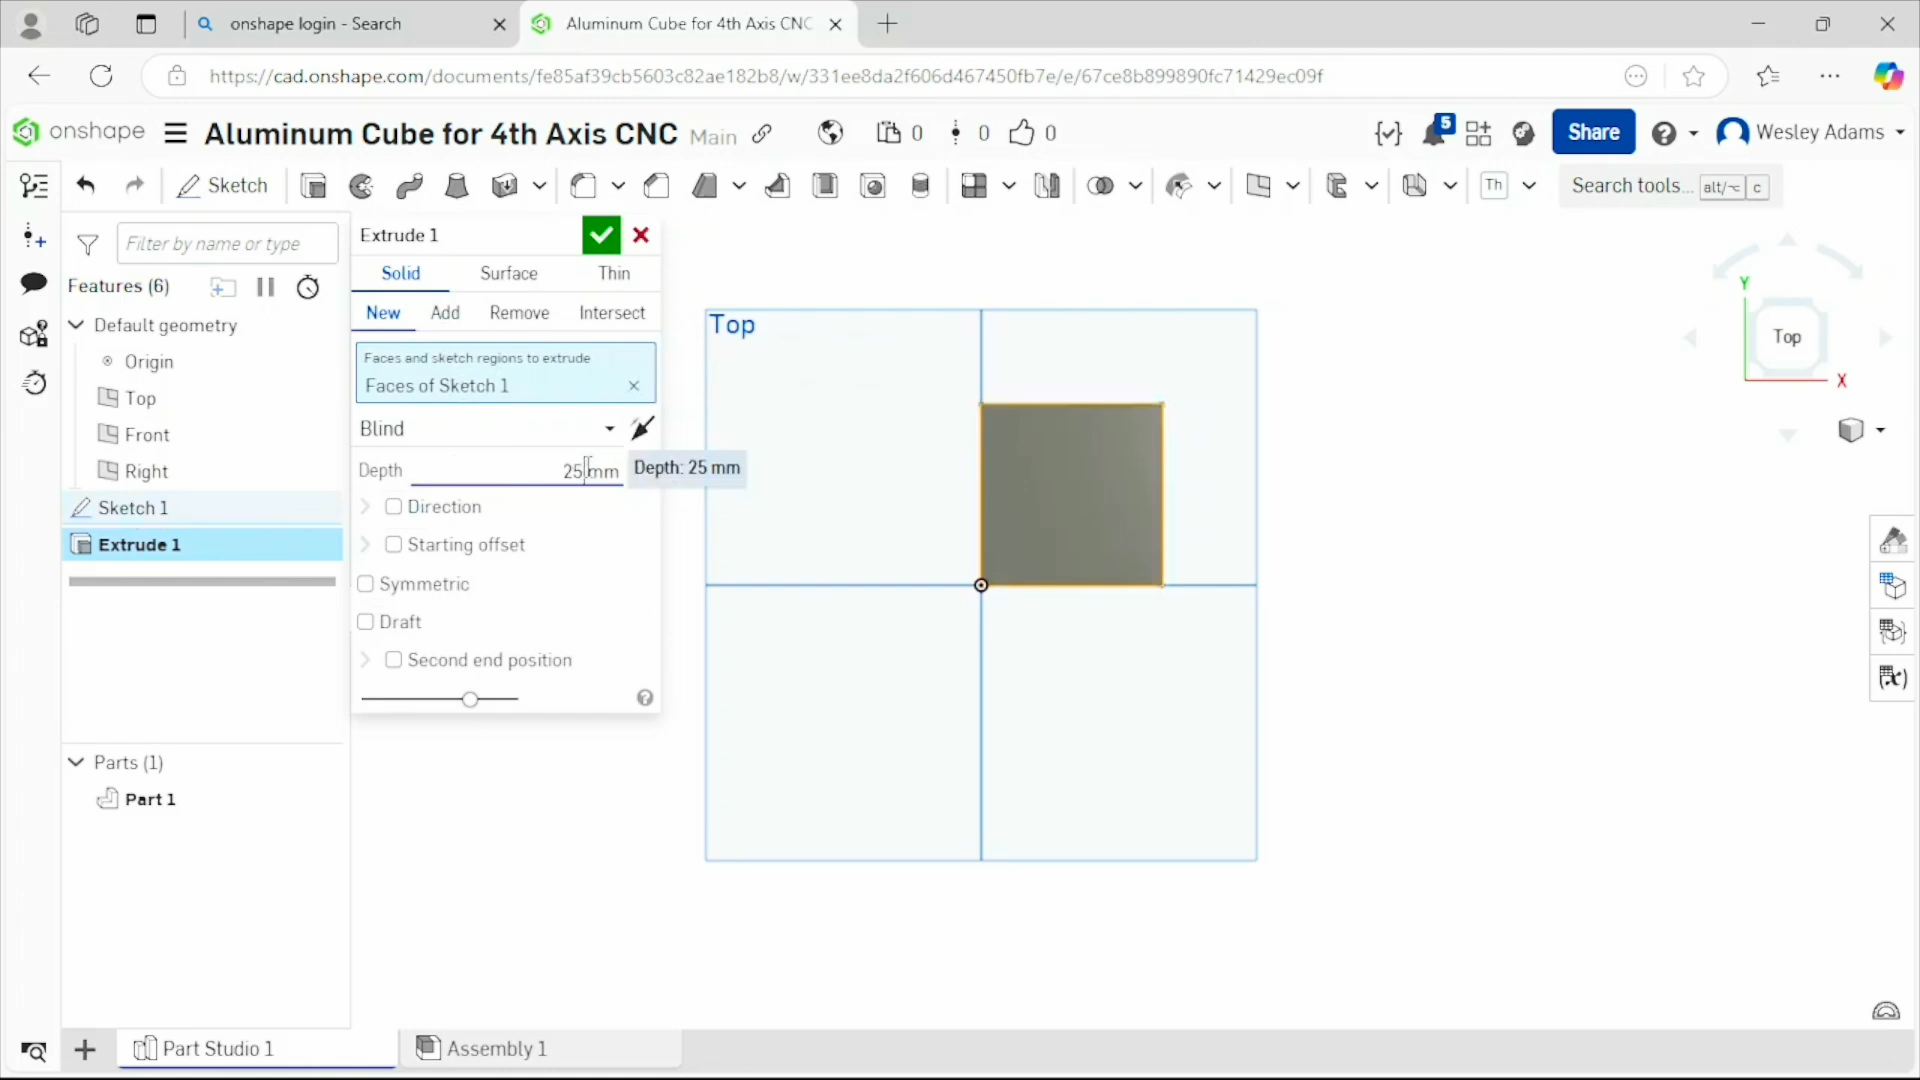 onshape login - Search
Aluminum Cube for 4th Axis CNC
https://cad.onshape.com/documents/fe85af39cb5603c82ae182b8/w/331ee8da2f606d467450fb7e/e/67ce8b899890fc71429ec09f
onshape Aluminum Cube for 4th Axis CNC Main 0 0 0 5 Share Wesley Adams
Sketch Th Search tools... alt/⌥ c
Filter by name or type
Features (6)
Default geometry
Origin
Top
Front
Right
Sketch 1
Extrude 1
Parts (1)
Part 1
Extrude 1
Solid Surface Thin
New Add Remove Intersect
Faces and sketch regions to extrude
Faces of Sketch 1
Blind
Depth 25 mm
Depth: 25 mm
Direction
Starting offset
Symmetric
Draft
Second end position
Top
Y
Top
X
Part Studio 1
Assembly 1